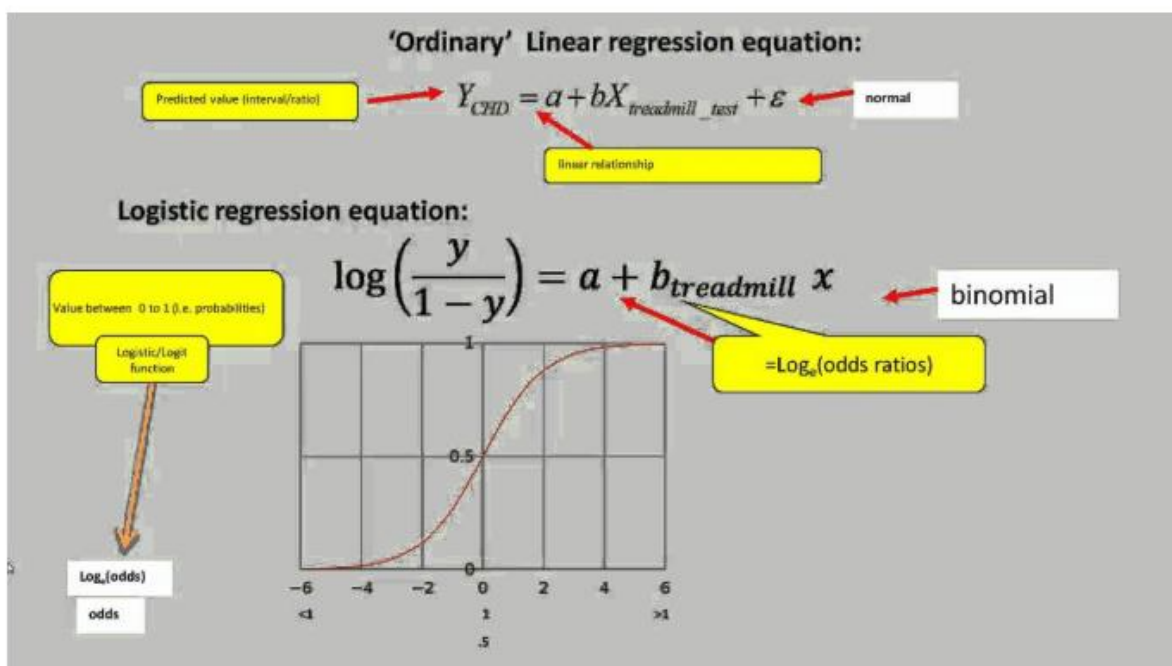 ‘Ordinary’ Linear regression equation:
Predicted value (interval/ratio)
Y_CHD = a + bX_treadmill_test + ε
normal
linear relationship
Logistic regression equation:
log(y/(1 − y)) = a + b_treadmill x
Value between 0 to 1 (i.e. probabilities)
binomial
Logistic/Logit
function
=Logₑ(odds ratios)
1
0.5
0
Logₑ(odds)
−6 −4 −2 0 2 4 6
odds
<1 1 >1
.5